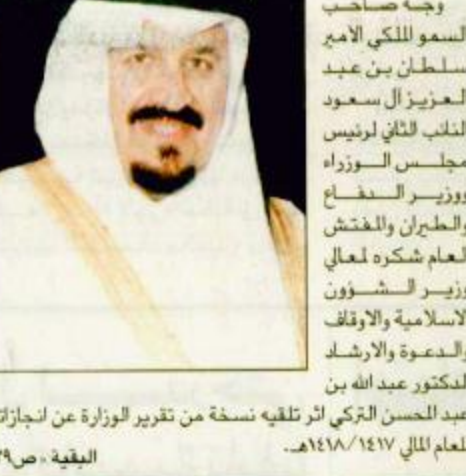 وجه صاحب
السمو الملكي الامير
سلطان بن عبد
العزيز آل سعود
النائب الثاني لرئيس
مجلس الوزراء
ووزير الدفاع
والطيران والمفتش
العام شكره لمعالي
وزير الشؤون
الاسلامية والاوقاف
والدعوة والارشاد
الدكتور عبد الله بن
عبد المحسن التركي اثر تلقيه نسخة من تقرير الوزارة عن انجازات
للعام المالي ١٤١٧/١٤١٨هـ.
البقية ص٢٩